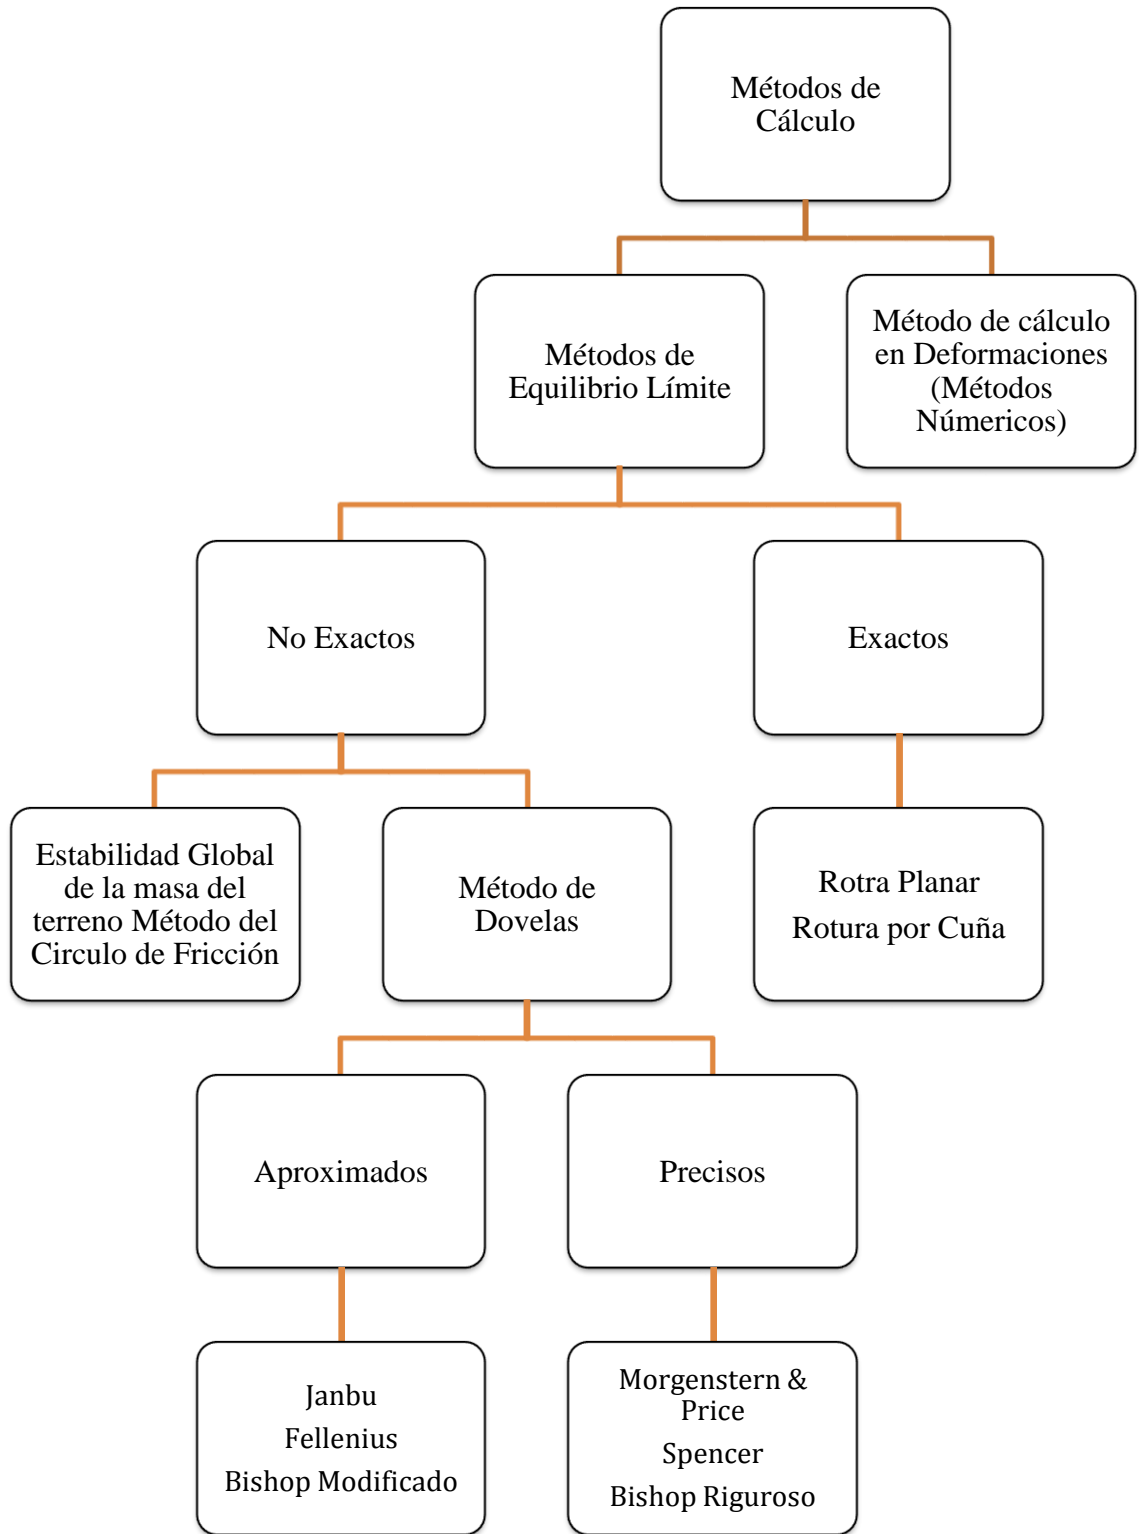 Métodos de
Cálculo
Métodos de
Equilibrio Límite
Método de cálculo
en Deformaciones
(Métodos
Númericos)
No Exactos
Exactos
Estabilidad Global
de la masa del
terreno Método del
Circulo de Fricción
Método de
Dovelas
Rotra Planar
Rotura por Cuña
Aproximados
Precisos
Janbu
Fellenius
Bishop Modificado
Morgenstern &
Price
Spencer
Bishop Riguroso